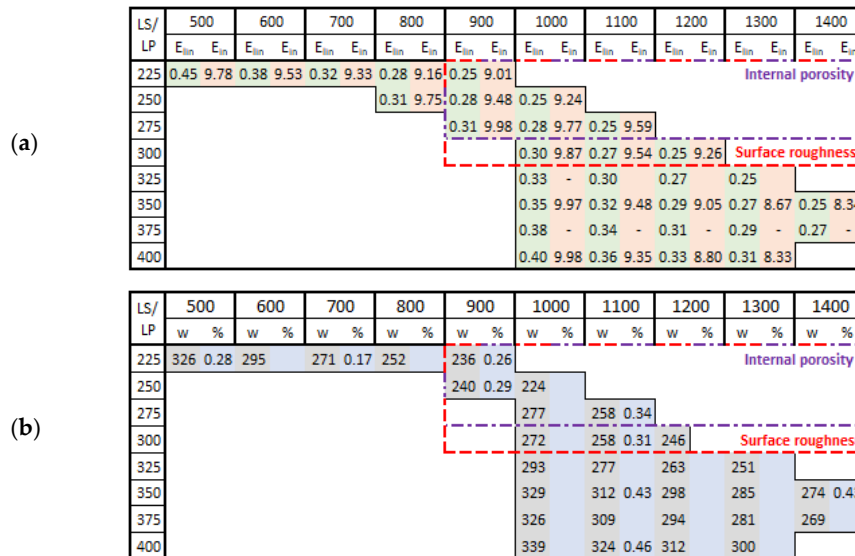 (a)
LS/ LP 500 600 700 800 900 1000 1100 1200 1300 1400
Elin Ein Elin Ein Elin Ein Elin Ein Elin Ein Elin Ein Elin Ein Elin Ein Elin Ein Elin Ein
225 0.45 9.78 0.38 9.53 0.32 9.33 0.28 9.16 0.25 9.01 Internal porosity
250 0.31 9.75 0.28 9.48 0.25 9.24
275 0.31 9.98 0.28 9.77 0.25 9.59
300 0.30 9.87 0.27 9.54 0.25 9.26 Surface roughness
325 0.33 - 0.30 0.27 0.25
350 0.35 9.97 0.32 9.48 0.29 9.05 0.27 8.67 0.25 8.34
375 0.38 - 0.34 - 0.31 - 0.29 - 0.27 -
400 0.40 9.98 0.36 9.35 0.33 8.80 0.31 8.33
(b)
LS/ LP 500 600 700 800 900 1000 1100 1200 1300 1400
w % w % w % w % w % w % w % w % w % w %
225 326 0.28 295 271 0.17 252 236 0.26 Internal porosity
250 240 0.29 224
275 277 258 0.34
300 272 258 0.31 246 Surface roughness
325 293 277 263 251
350 329 312 0.43 298 285 274
375 326 309 294 281 269
400 339 324 0.46 312 300